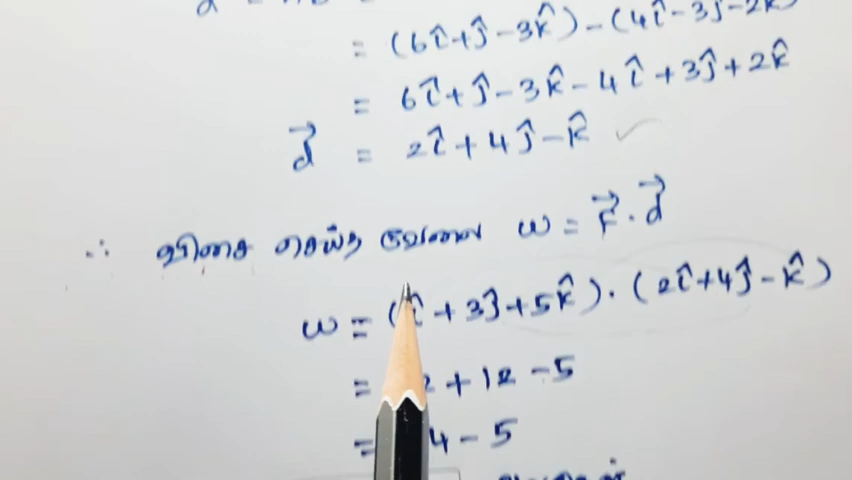 = (6î+ĵ-3k̂)-(4î-3ĵ-2k̂)
= 6î+ĵ-3k̂-4î+3ĵ+2k̂
d⃗ = 2î+4ĵ-k̂
∴ விசை செய்த வேலை w = F⃗.d⃗
w = (î+3ĵ+5k̂).(2î+4ĵ-k̂)
= 2+12-5
= 4-5